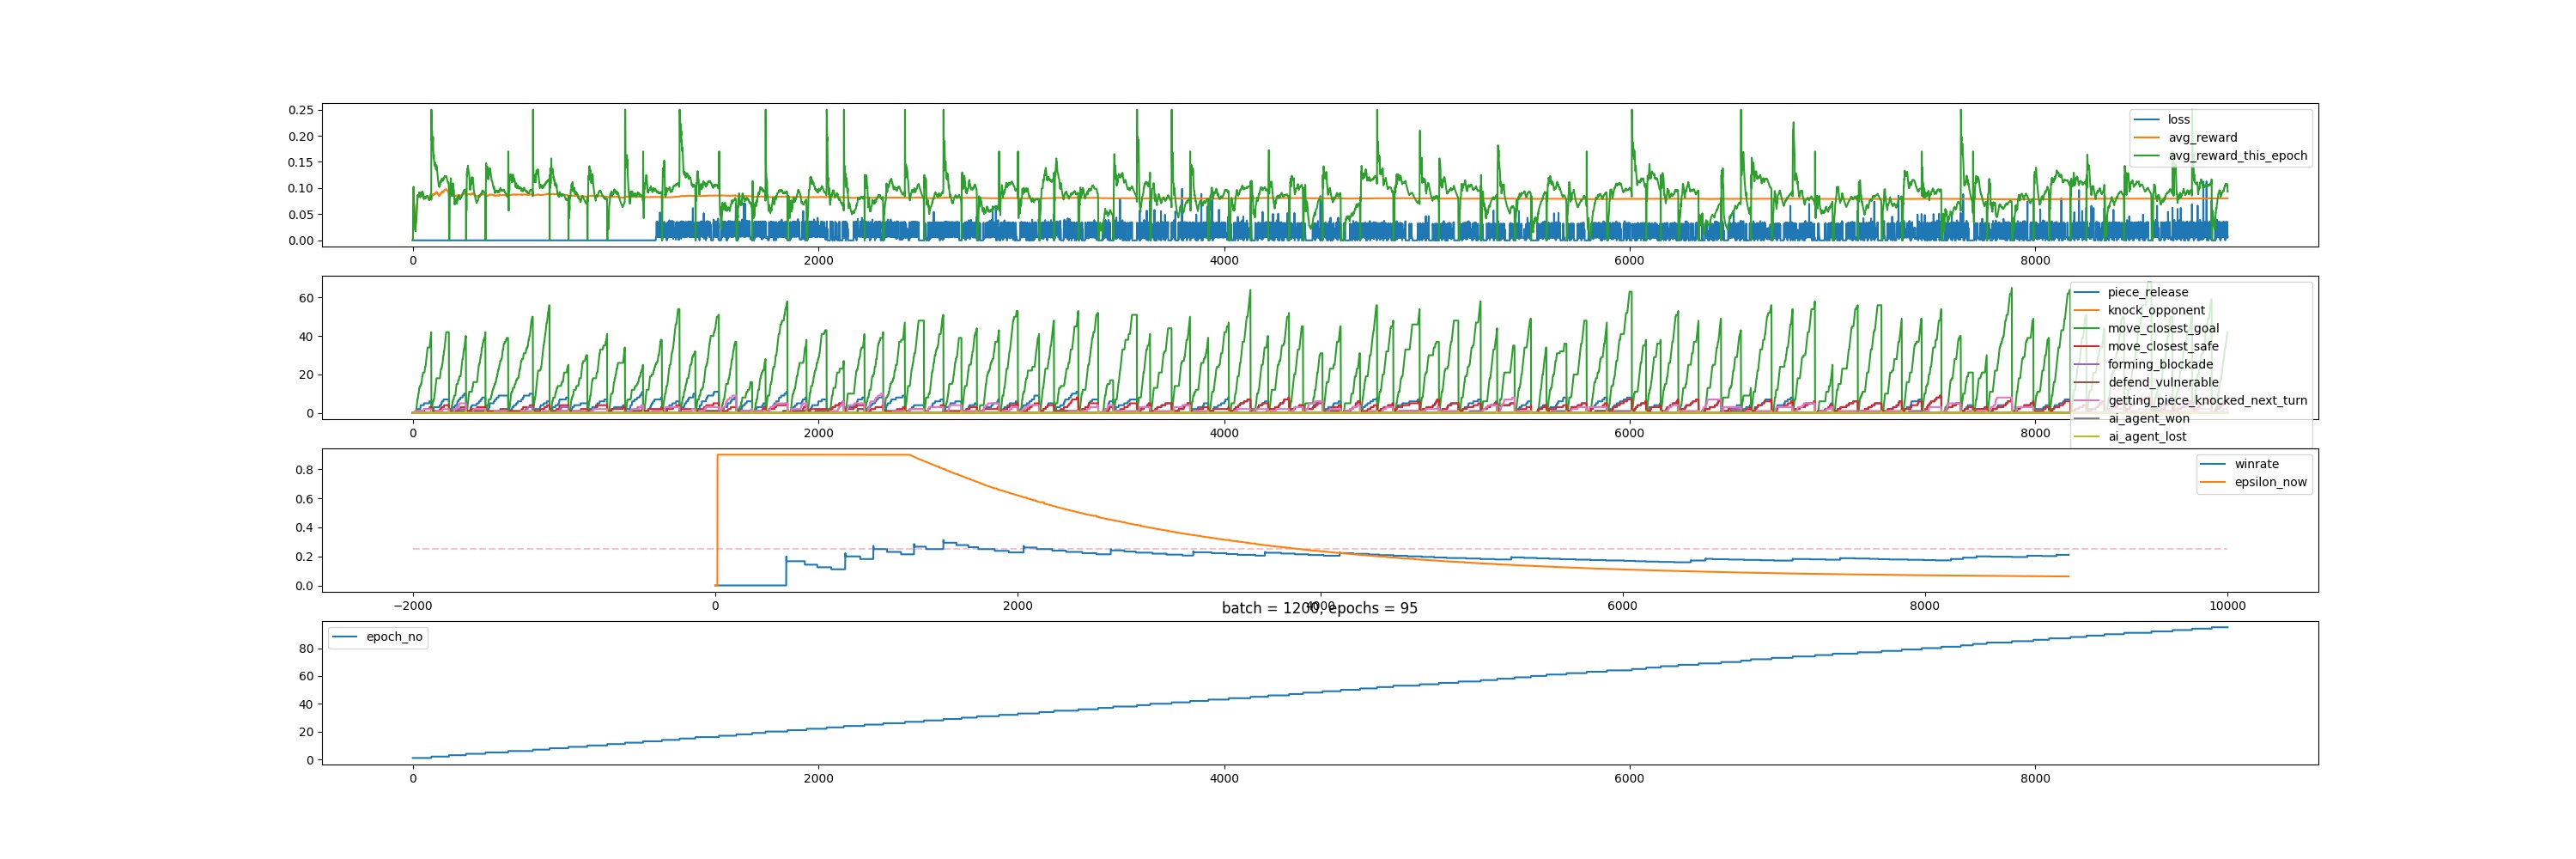 0.25
0.20
0.15
0.10
0.05
0.00
loss
avg_reward
avg_reward_this_epoch
0 2000 4000 6000 8000
60
40
20
0
piece_release
knock_opponent
move_closest_goal
move_closest_safe
forming_blockade
defend_vulnerable
getting_piece_knocked_next_turn
ai_agent_won
ai_agent_lost
0 2000 4000 6000 8000
0.8
0.6
0.4
0.2
0.0
winrate
epsilon_now
−2000 0 2000 4000 6000 8000 10000
batch = 1200, epochs = 95
epoch_no
80
60
40
20
0
0 2000 4000 6000 8000